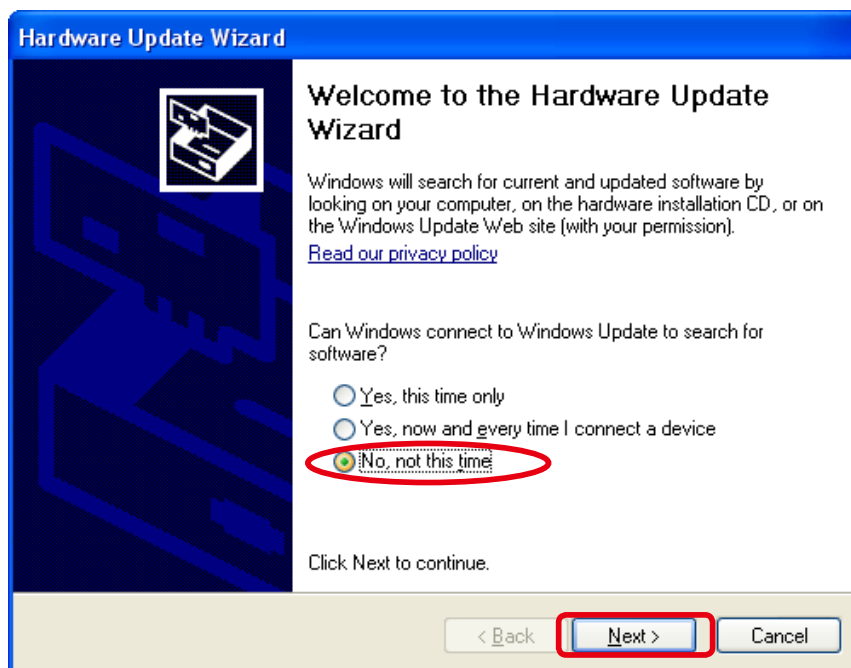 Hardware Update Wizard
Welcome to the Hardware Update
Wizard
Windows will search for current and updated software by
looking on your computer, on the hardware installation CD, or on
the Windows Update Web site (with your permission).
Read our privacy policy
Can Windows connect to Windows Update to search for
software?
Yes, this time only
Yes, now and every time I connect a device
No, not this time
Click Next to continue.
< Back
Next >
Cancel